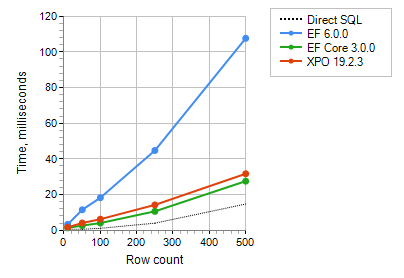 120
100
80
60
40
20
0
Time, milliseconds
0 100 200 300 400 500
Row count
Direct SQL
EF 6.0.0
EF Core 3.0.0
XPO 19.2.3